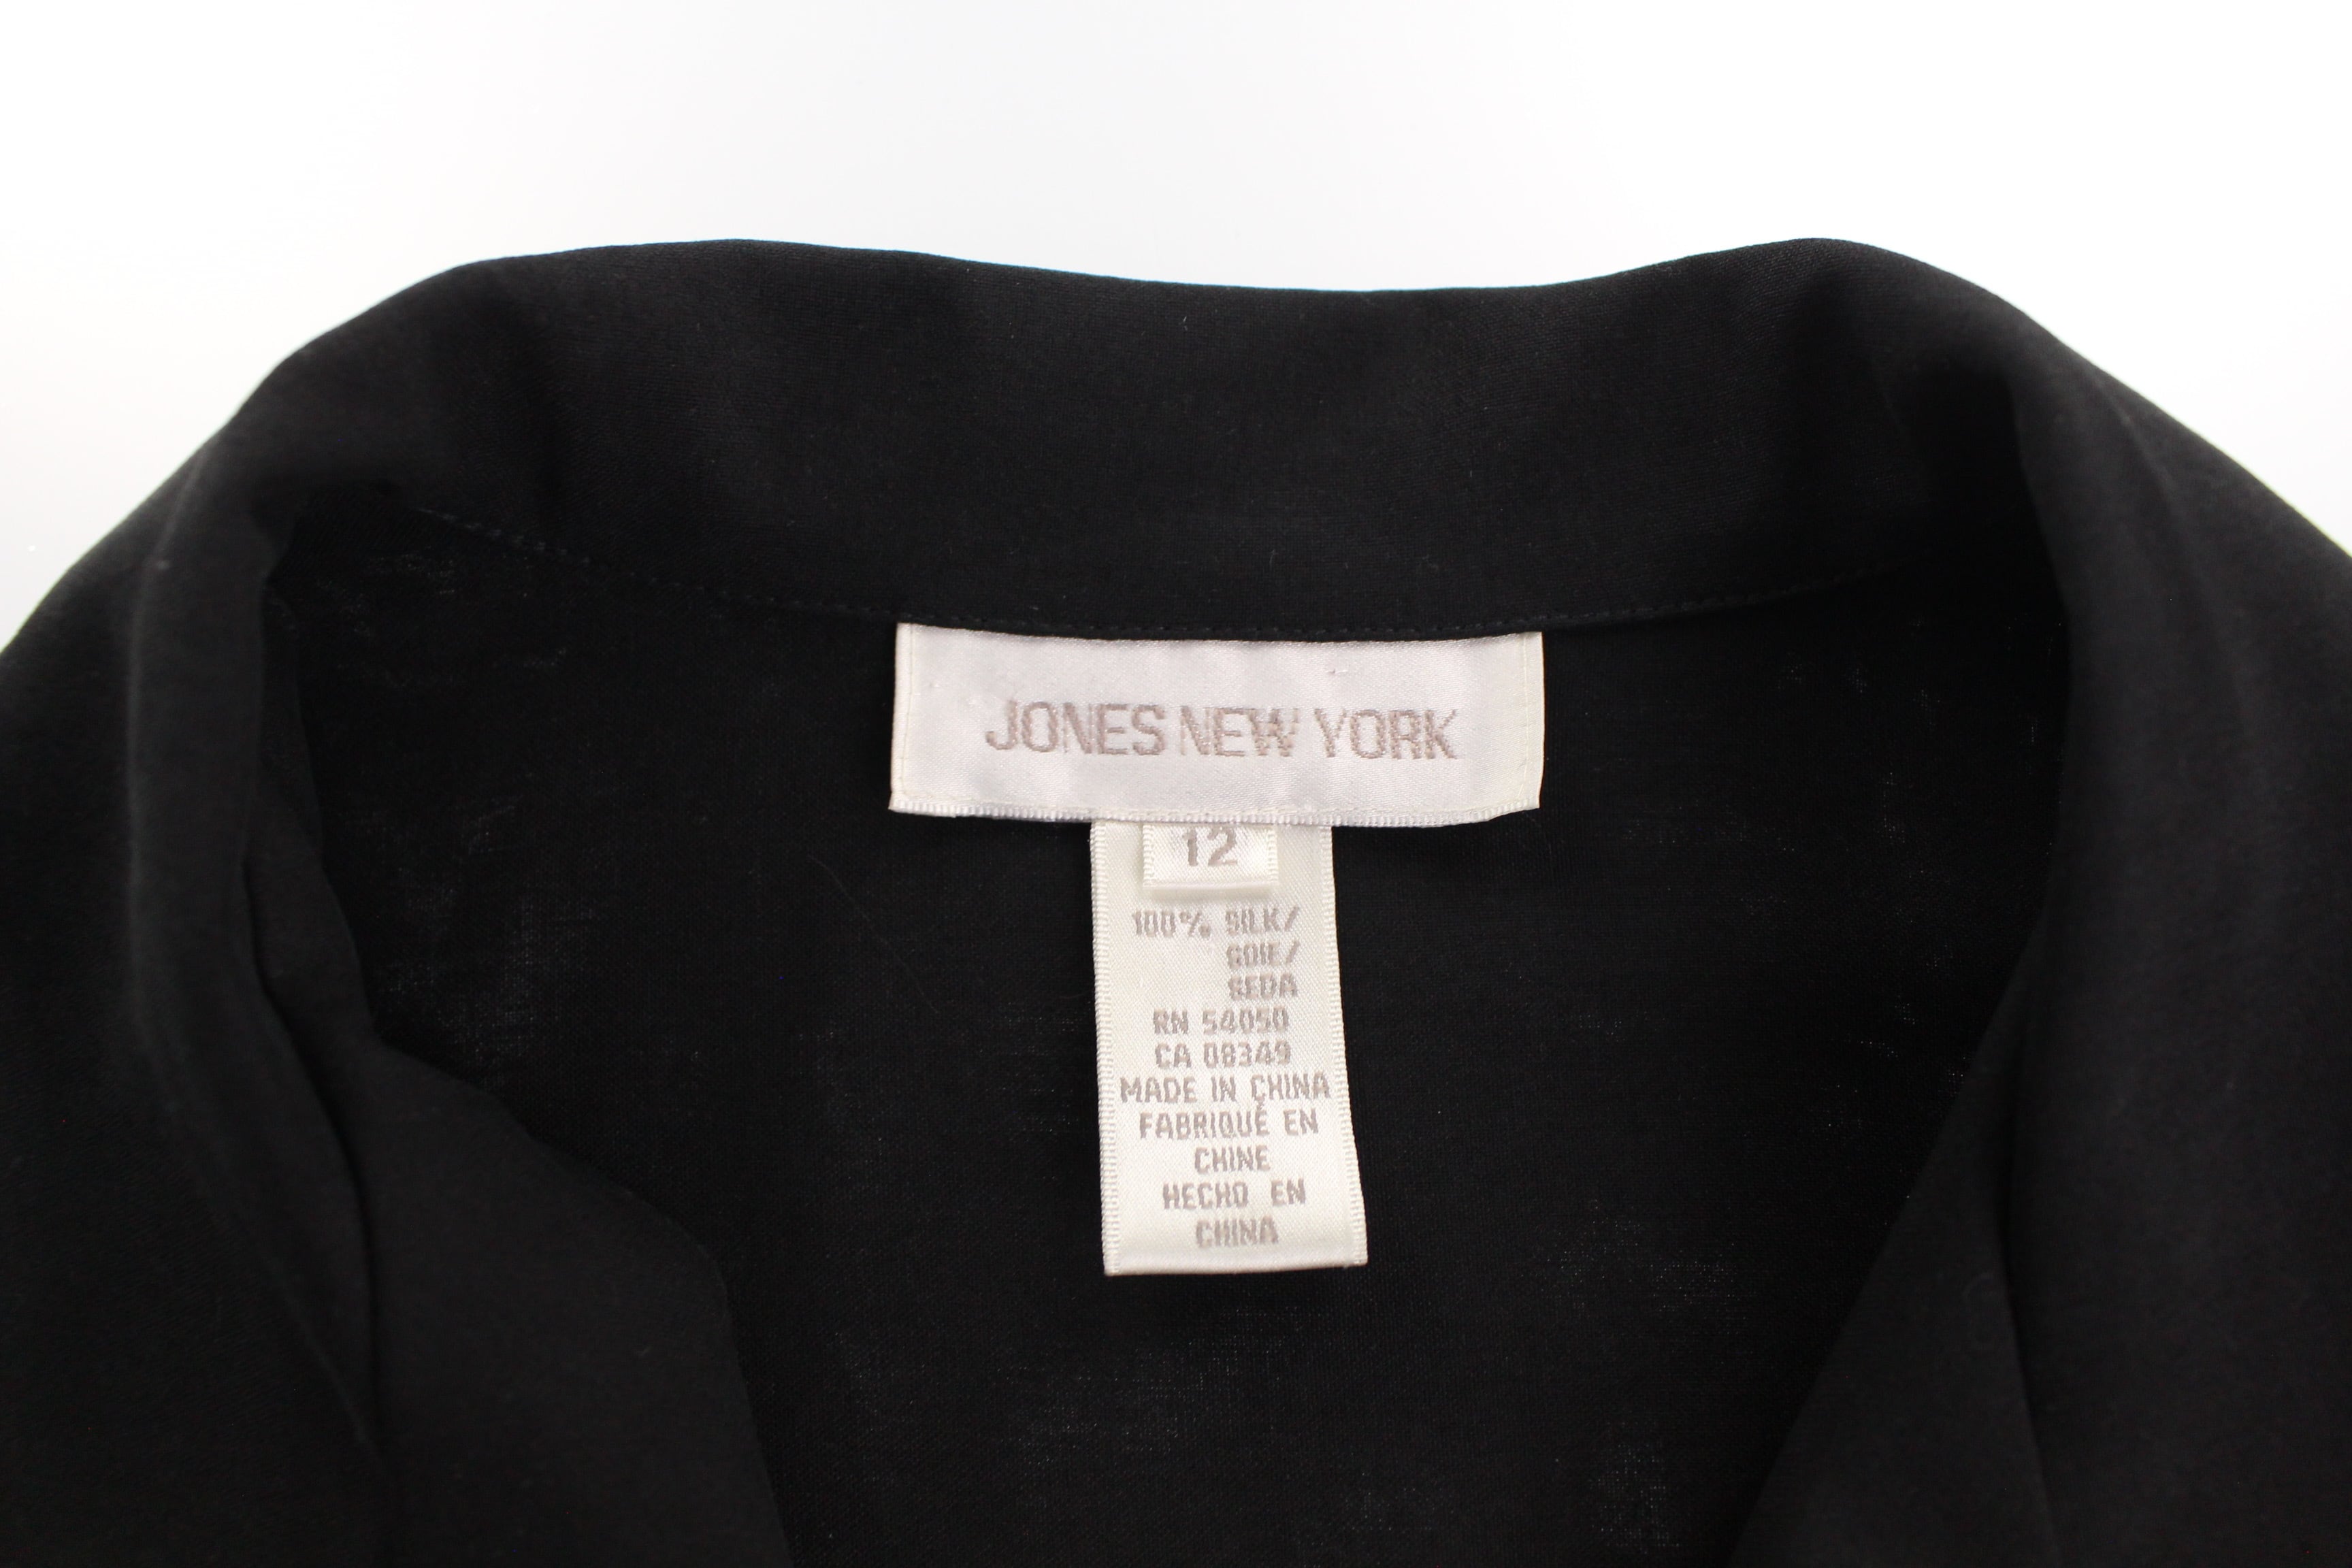 JONES NEW YORK
12
100% SILK/
SOIE/
SEDA
RN 54050
CA 08349
MADE IN CHINA
FABRIQUÉ EN
CHINE
HECHO EN
CHINA